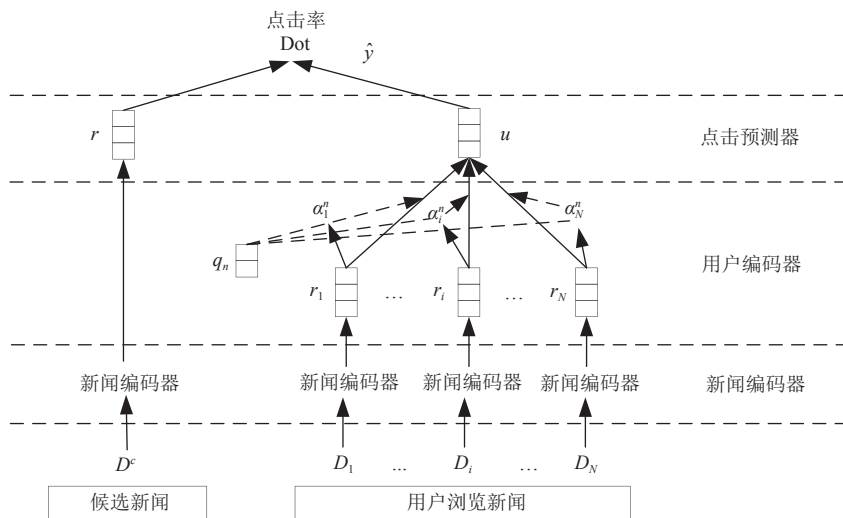 点击率
Dot
ŷ
r
u
点击预测器
α₁ⁿ
αᵢⁿ
α_Nⁿ
qₙ
用户编码器
r₁ … rᵢ … r_N
新闻编码器 新闻编码器 新闻编码器 新闻编码器 新闻编码器
Dᶜ D₁ … Dᵢ … D_N
候选新闻 用户浏览新闻